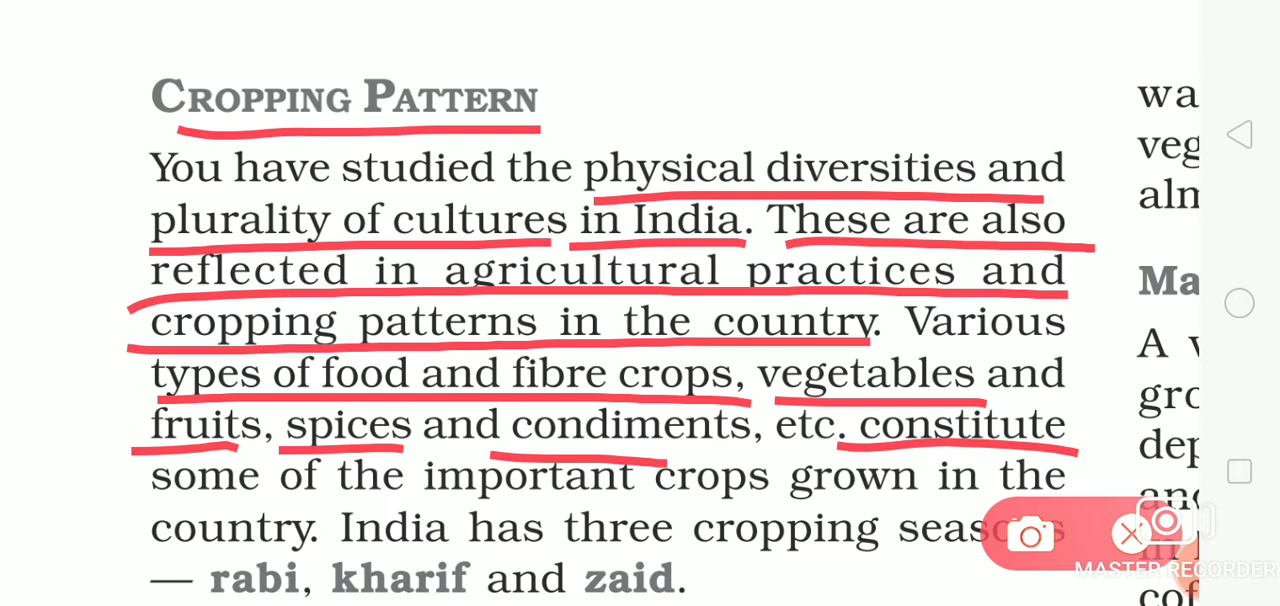 CROPPING PATTERN
You have studied the physical diversities and
plurality of cultures in India. These are also
reflected in agricultural practices and
cropping patterns in the country. Various
types of food and fibre crops, vegetables and
fruits, spices and condiments, etc. constitute
some of the important crops grown in the
country. India has three cropping seasons
— rabi, kharif and zaid.
wa
veg
alm
Ma
A
gro
dep
and
cof
MASTER RECORDER